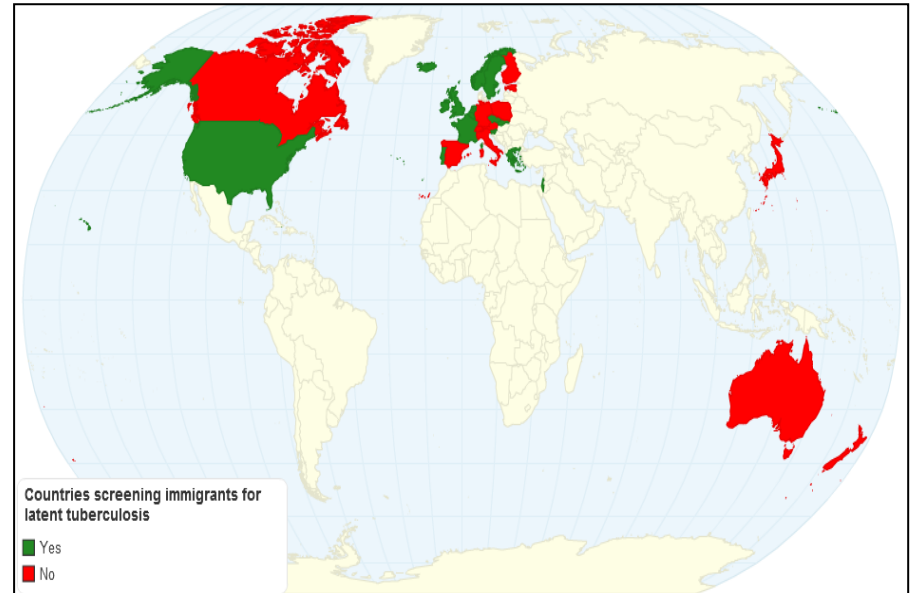 Countries screening immigrants for
latent tuberculosis
Yes
No